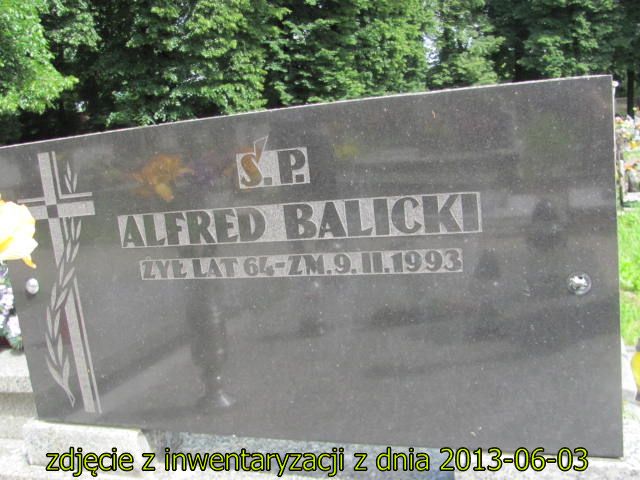 Ś.P.
ALFRED BALICKI
ŻYŁ LAT 64-ZM.9.II.1993
zdjęcie z inwentaryzacji z dnia 2013-06-03